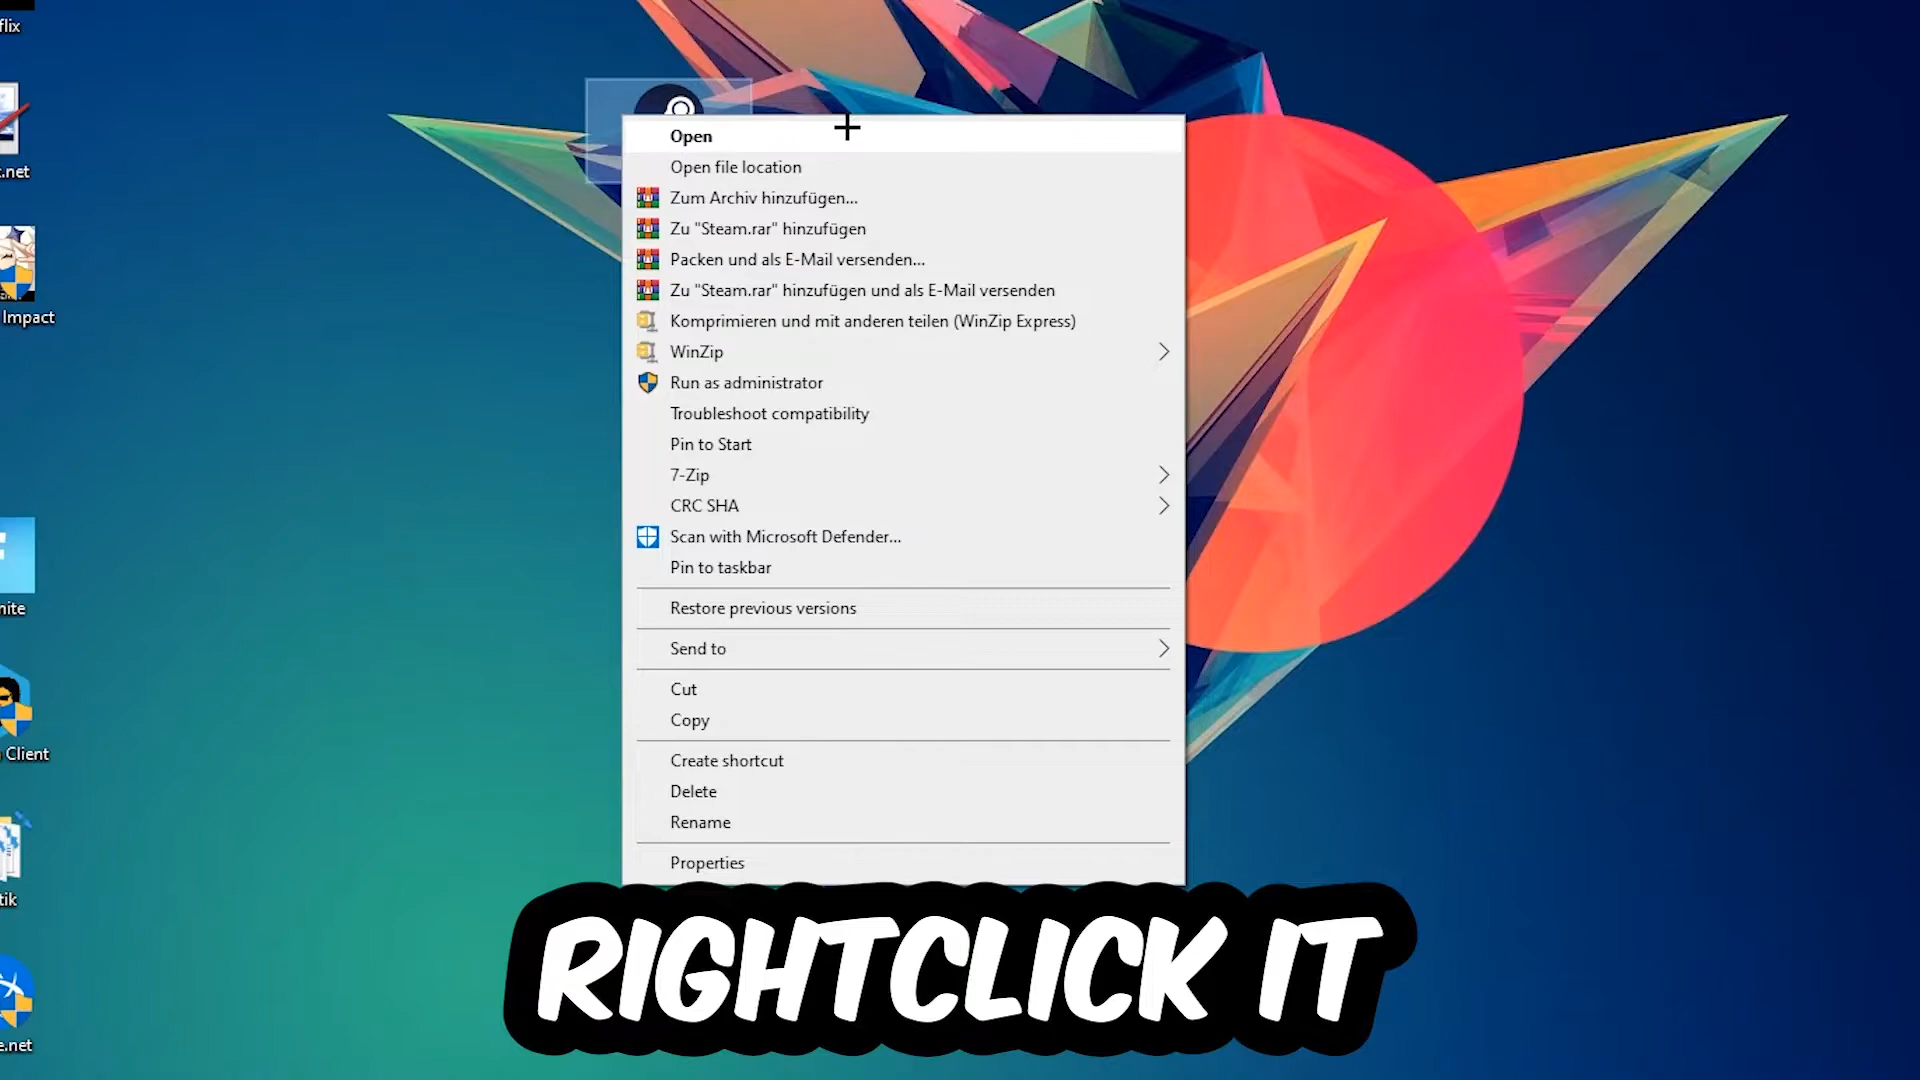 flix
.net
Impact
nite
Client
tik
e.net
Open
Open file location
Zum Archiv hinzufügen...
Zu "Steam.rar" hinzufügen
Packen und als E-Mail versenden...
Zu "Steam.rar" hinzufügen und als E-Mail versenden
Komprimieren und mit anderen teilen (WinZip Express)
WinZip
Run as administrator
Troubleshoot compatibility
Pin to Start
7-Zip
CRC SHA
Scan with Microsoft Defender...
Pin to taskbar
Restore previous versions
Send to
Cut
Copy
Create shortcut
Delete
Rename
Properties
RIGHTCLICK IT